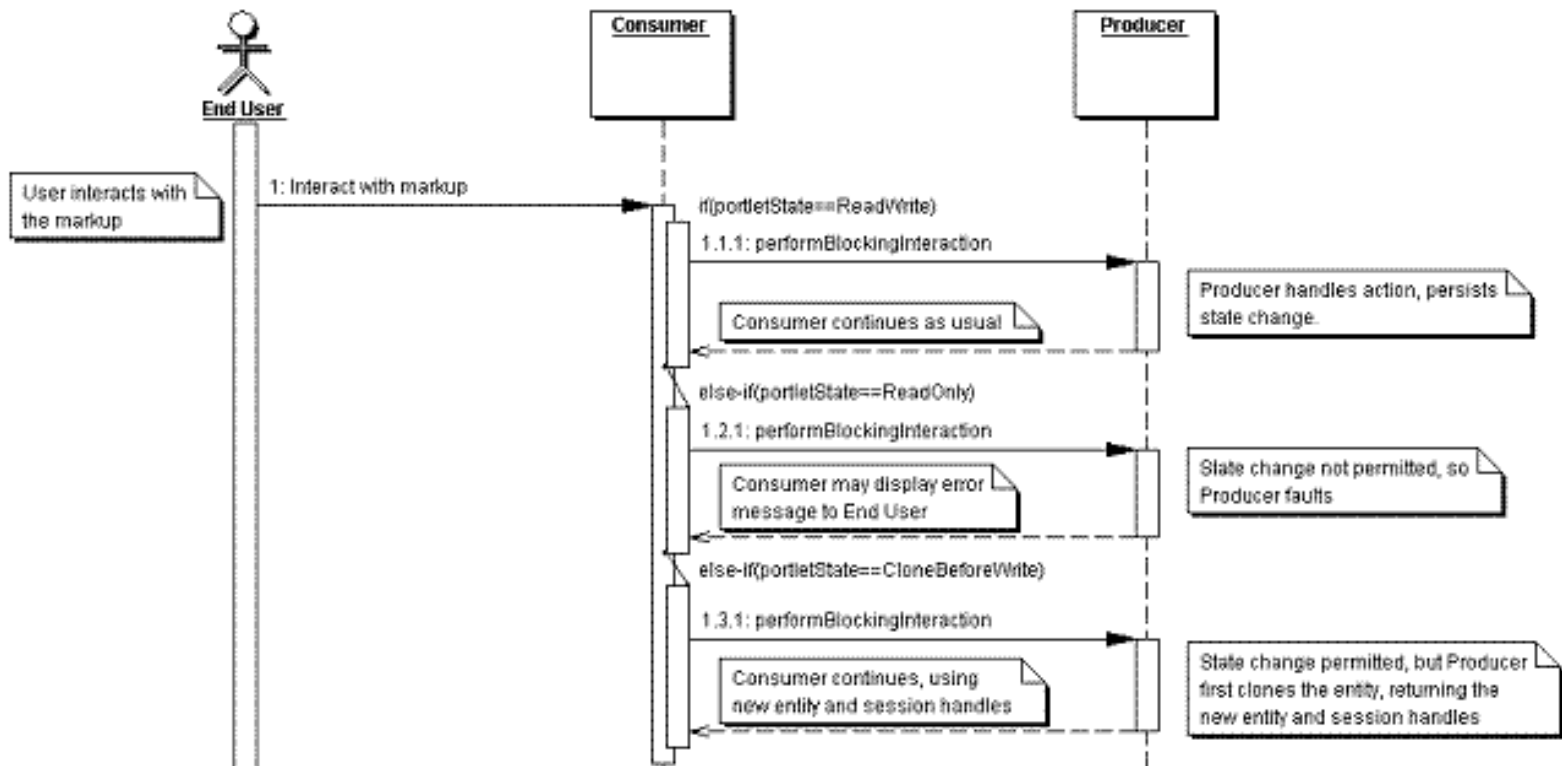 Consumer
Producer
End User
User interacts with
the markup
1: Interact with markup
if(portletState==ReadWrite)
1.1.1: performBlockingInteraction
Producer handles action, persists
state change.
Consumer continues as usual
else-if(portletState==ReadOnly)
1.2.1: performBlockingInteraction
State change not permitted, so
Producer faults
Consumer may display error
message to End User
else-if(portletState==CloneBeforeWrite)
1.3.1: performBlockingInteraction
State change permitted, but Producer
first clones the entity, returning the
new entity and session handles
Consumer continues, using
new entity and session handles